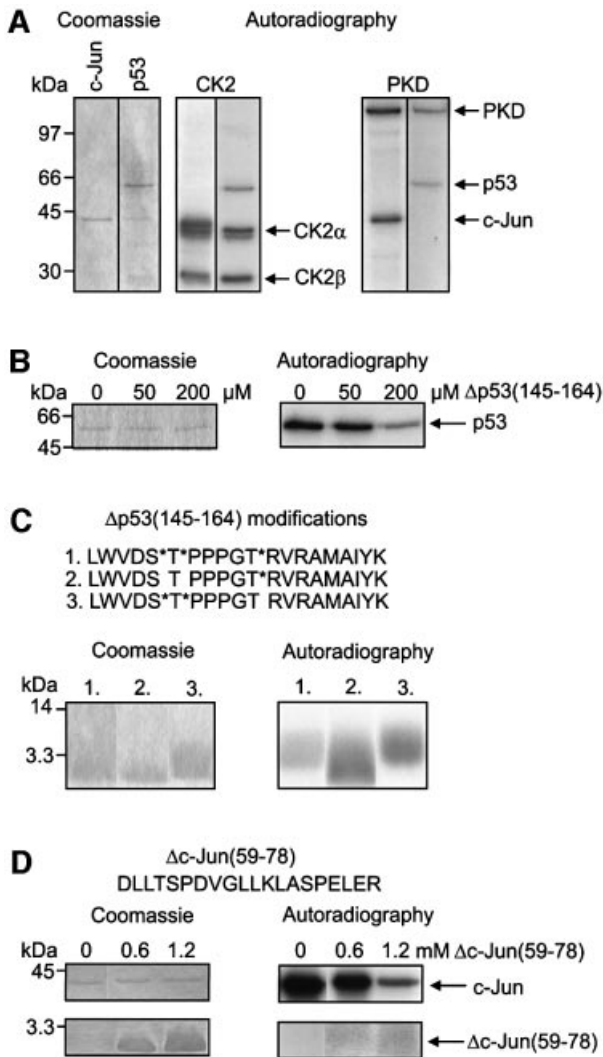 A
Coomassie
Autoradiography
kDa
c-Jun
p53
CK2
PKD
97
66
45
30
PKD
p53
c-Jun
CK2α
CK2β
B
Coomassie
Autoradiography
kDa 0 50 200 μM
0 50 200 μM Δp53(145-164)
66
45
p53
C
Δp53(145-164) modifications
1. LWVDS*T*PPPGT*RVRAMAIYK
2. LWVDS T PPPGT*RVRAMAIYK
3. LWVDS*T*PPPGT RVRAMAIYK
Coomassie
Autoradiography
kDa 1. 2. 3.
1. 2. 3.
14
3.3
D
Δc-Jun(59-78)
DLLTSPDVGLLKLASPELER
Coomassie
Autoradiography
kDa 0 0.6 1.2
0 0.6 1.2 mM Δc-Jun(59-78)
45
c-Jun
3.3
Δc-Jun(59-78)